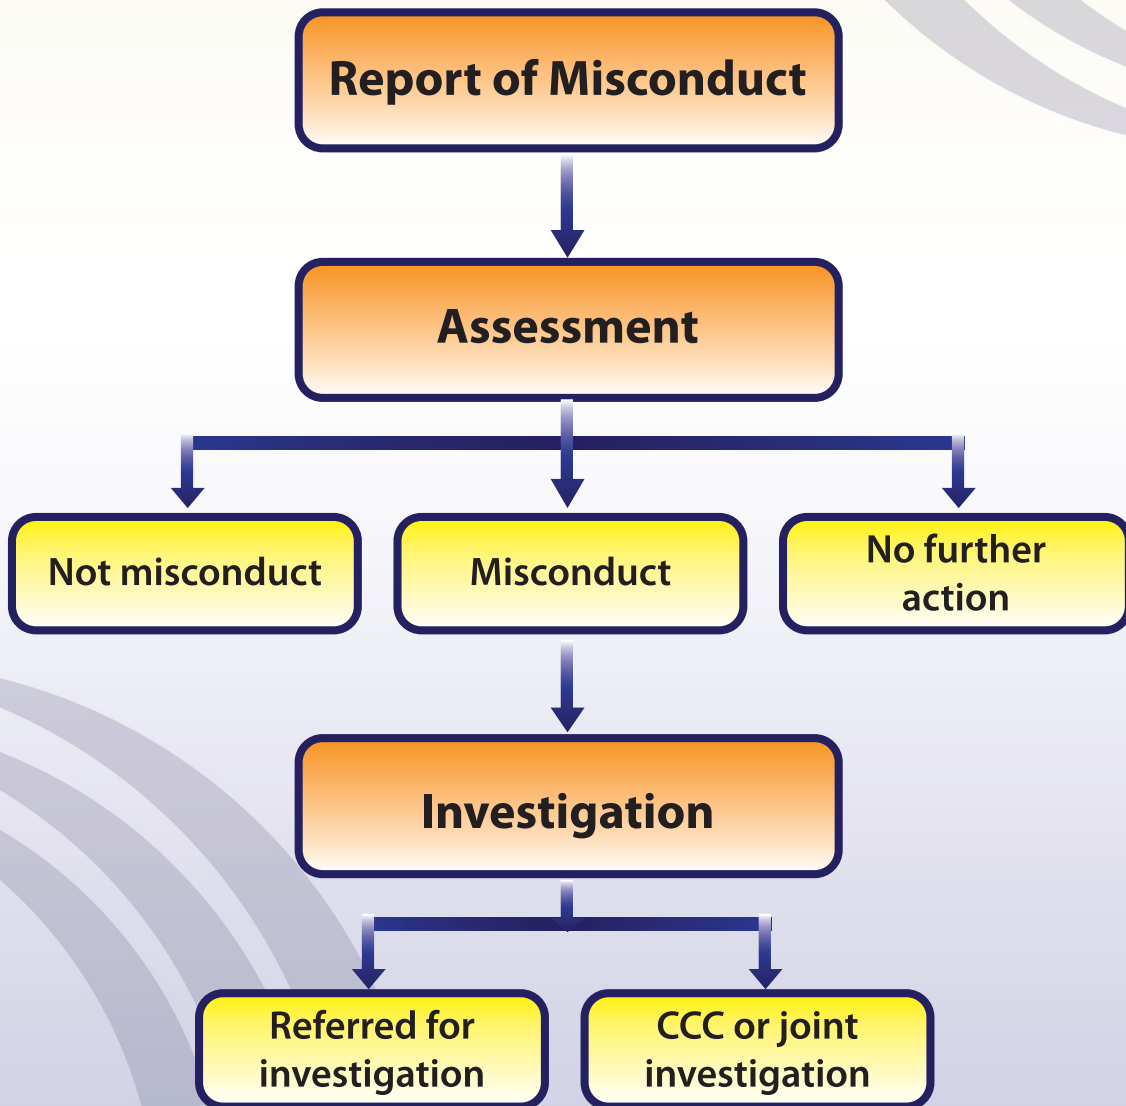 Report of Misconduct
Assessment
Not misconduct
Misconduct
No further
action
Investigation
Referred for
investigation
CCC or joint
investigation